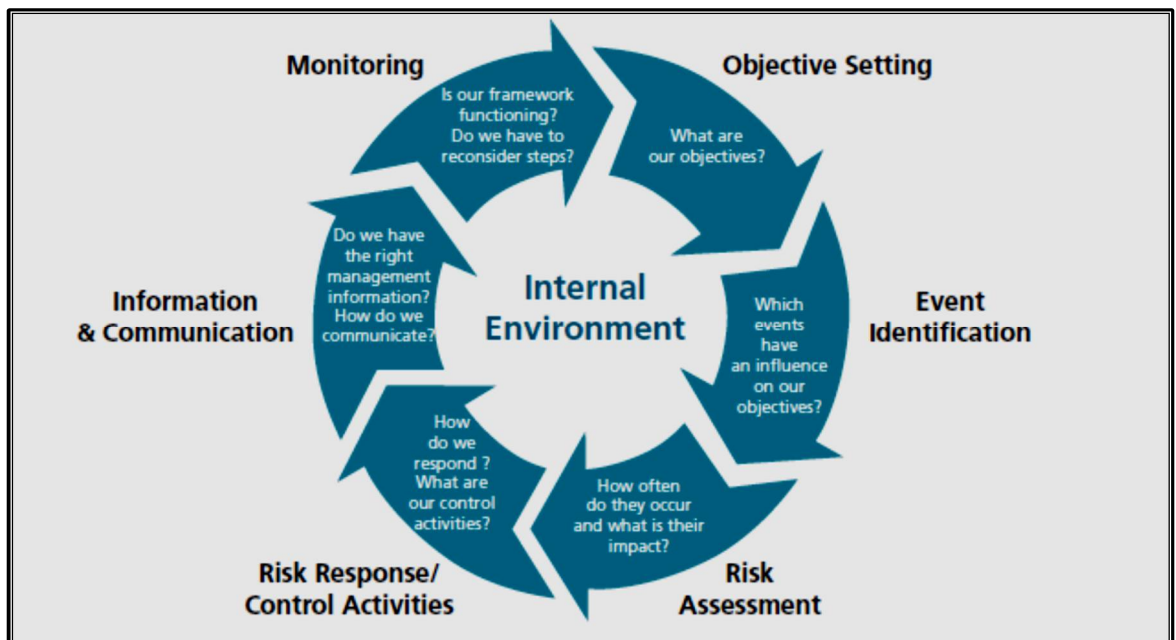 Monitoring
Is our framework
functioning?
Do we have to
reconsider steps?
Objective Setting
What are
our objectives?
Event
Identification
Which
events
have
an influence
on our
objectives?
Risk
Assessment
How often
do they occur
and what is their
impact?
Risk Response/
Control Activities
How
do we
respond ?
What are
our control
activities?
Information
& Communication
Do we have
the right
management
information?
How do we
communicate?
Internal
Environment